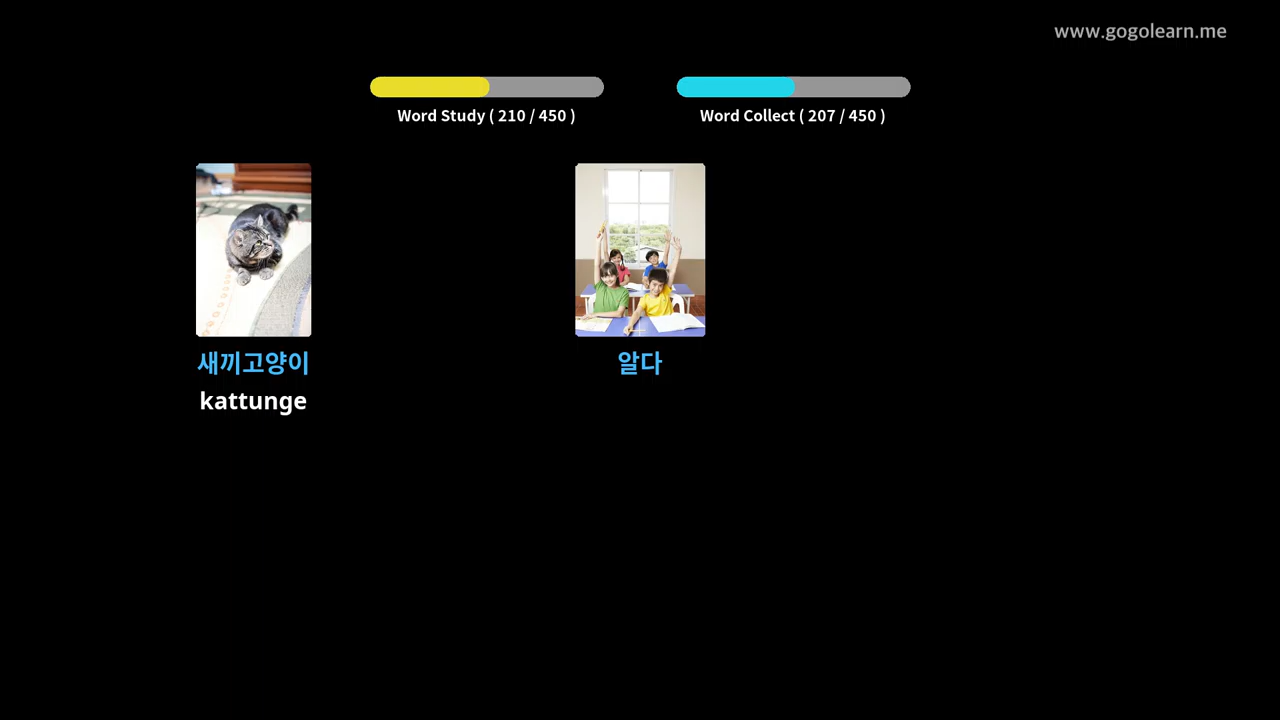 www.gogolearn.me
Word Study ( 210 / 450 )
Word Collect ( 207 / 450 )
새끼고양이
kattunge
알다